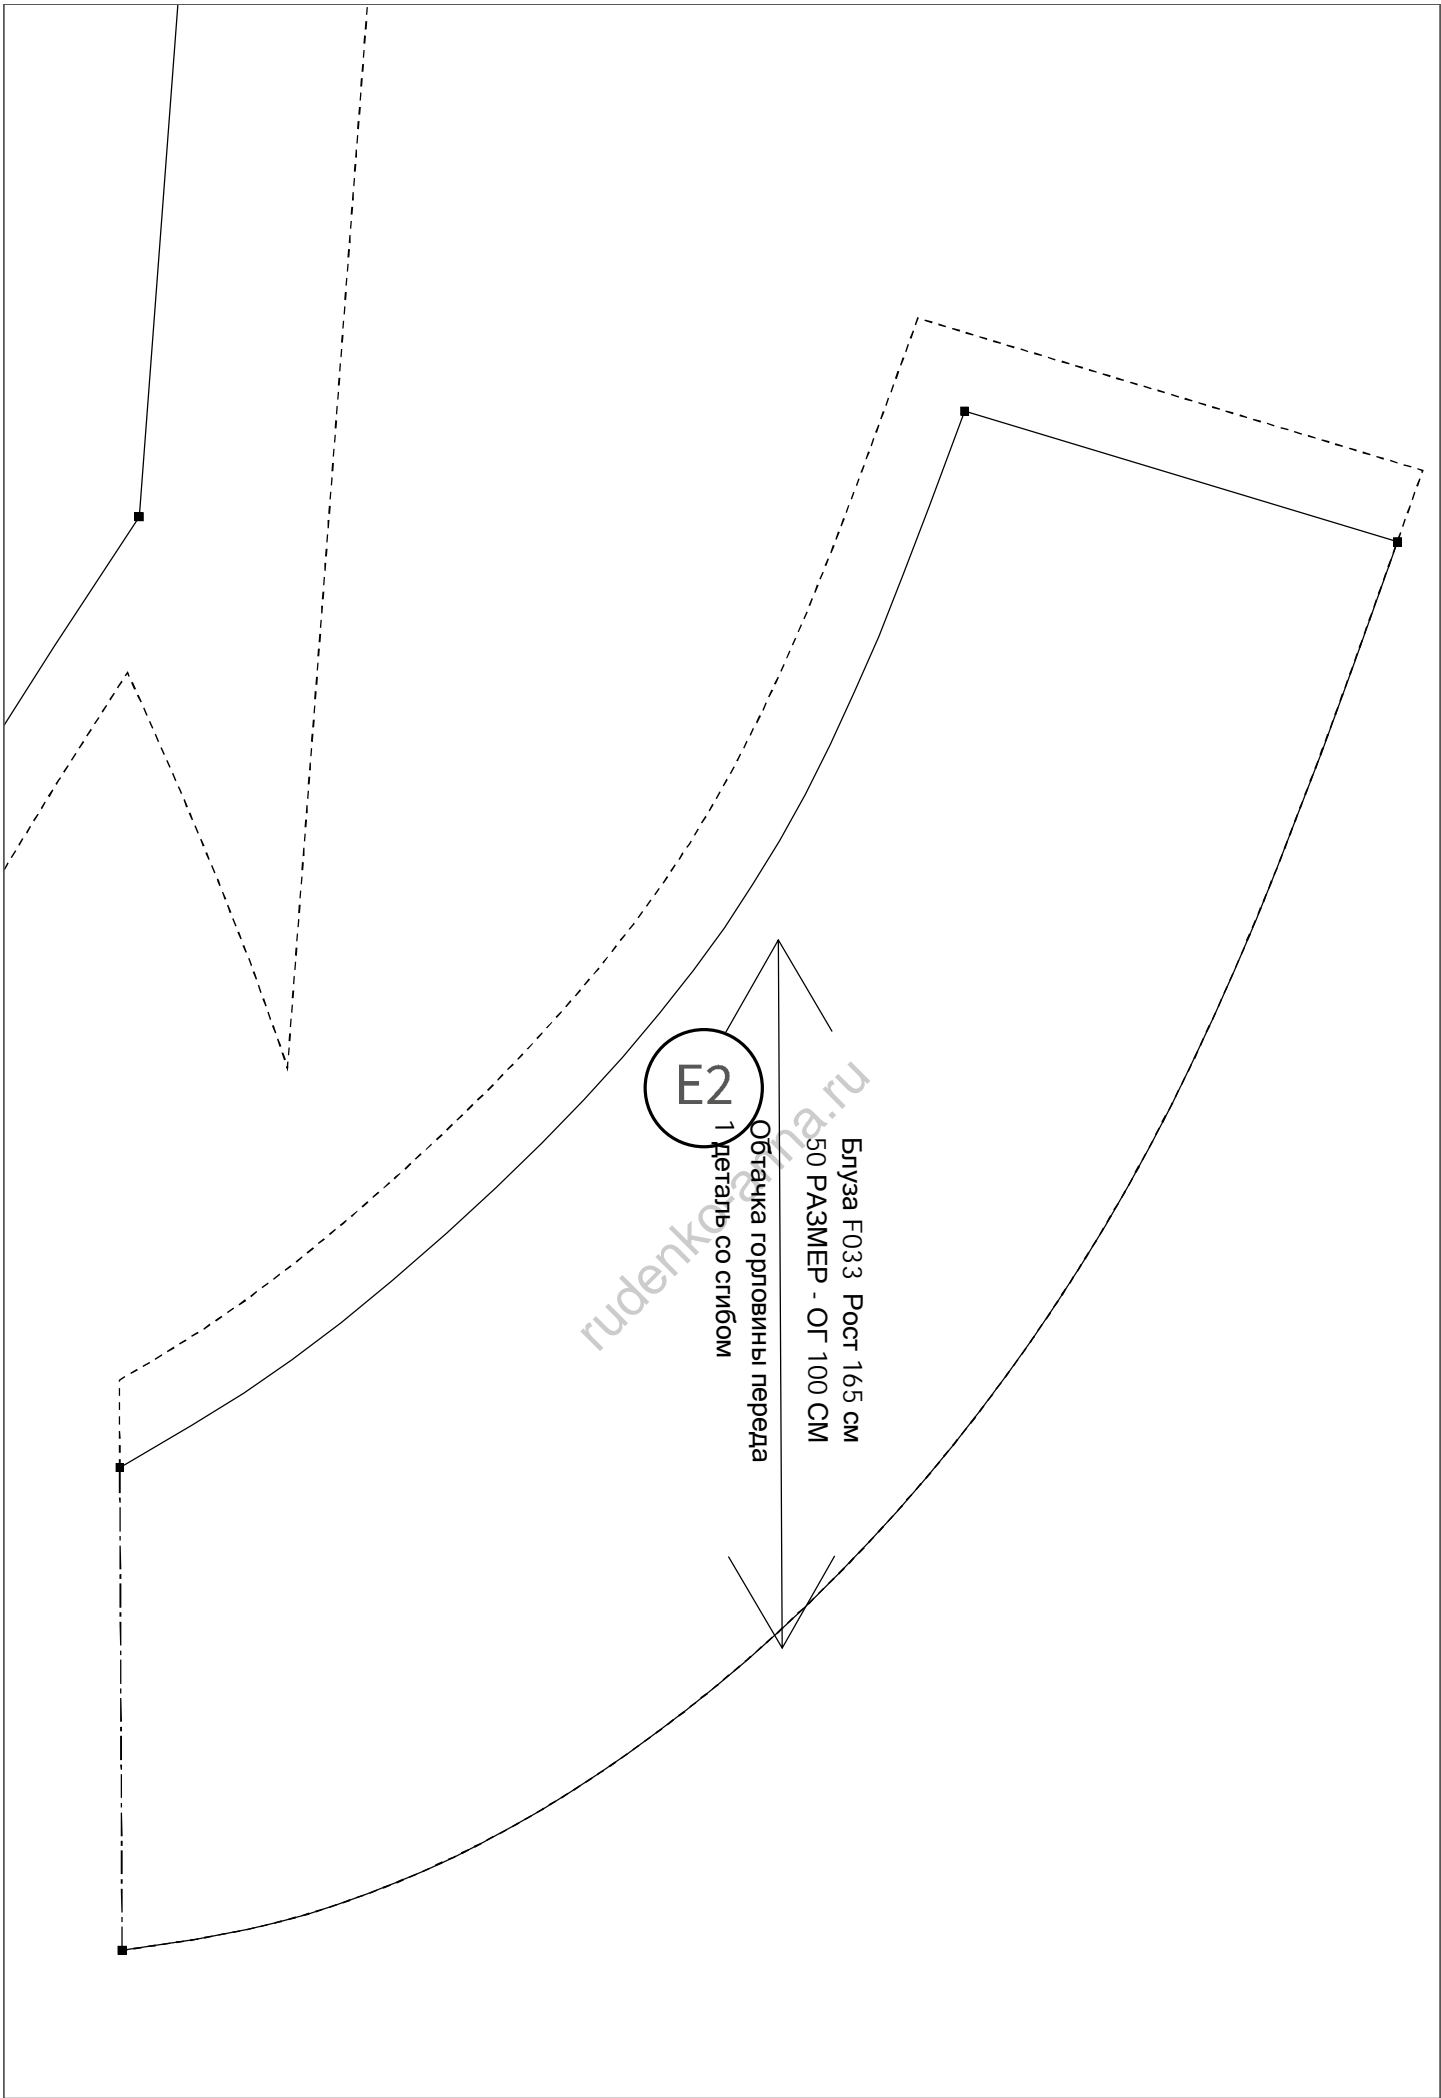 E2
Блуза F033 Рост 165 см
50 РАЗМЕР - ОГ 100 СМ
Обтачка горловины переда
1 деталь со сгибом
rudenko-anna.ru